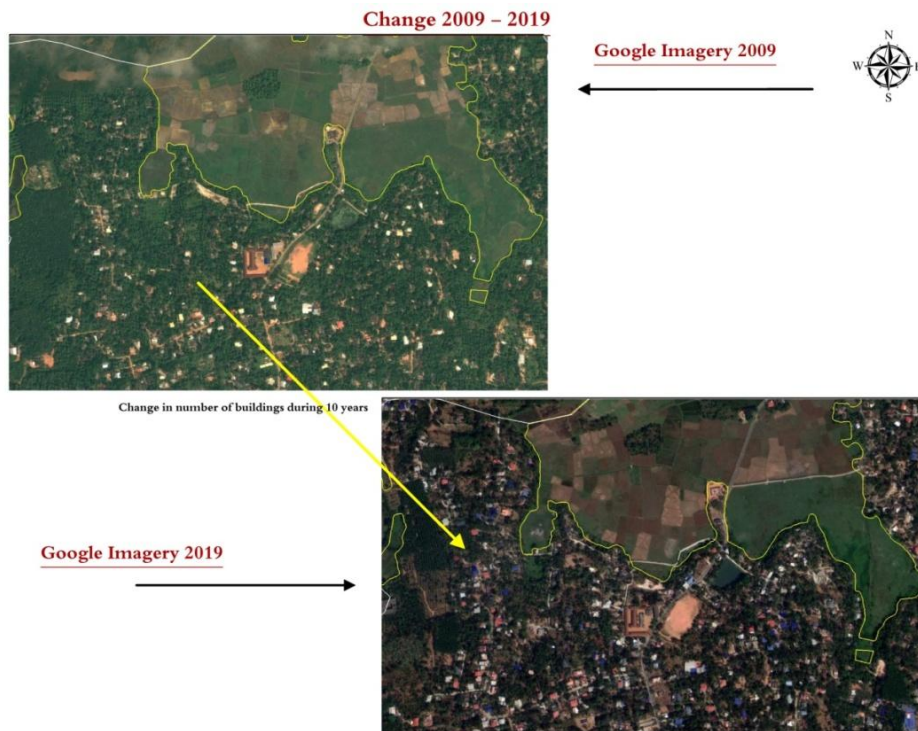 Change 2009 – 2019
Google Imagery 2009
N
W
E
S
Change in number of buildings during 10 years
Google Imagery 2019